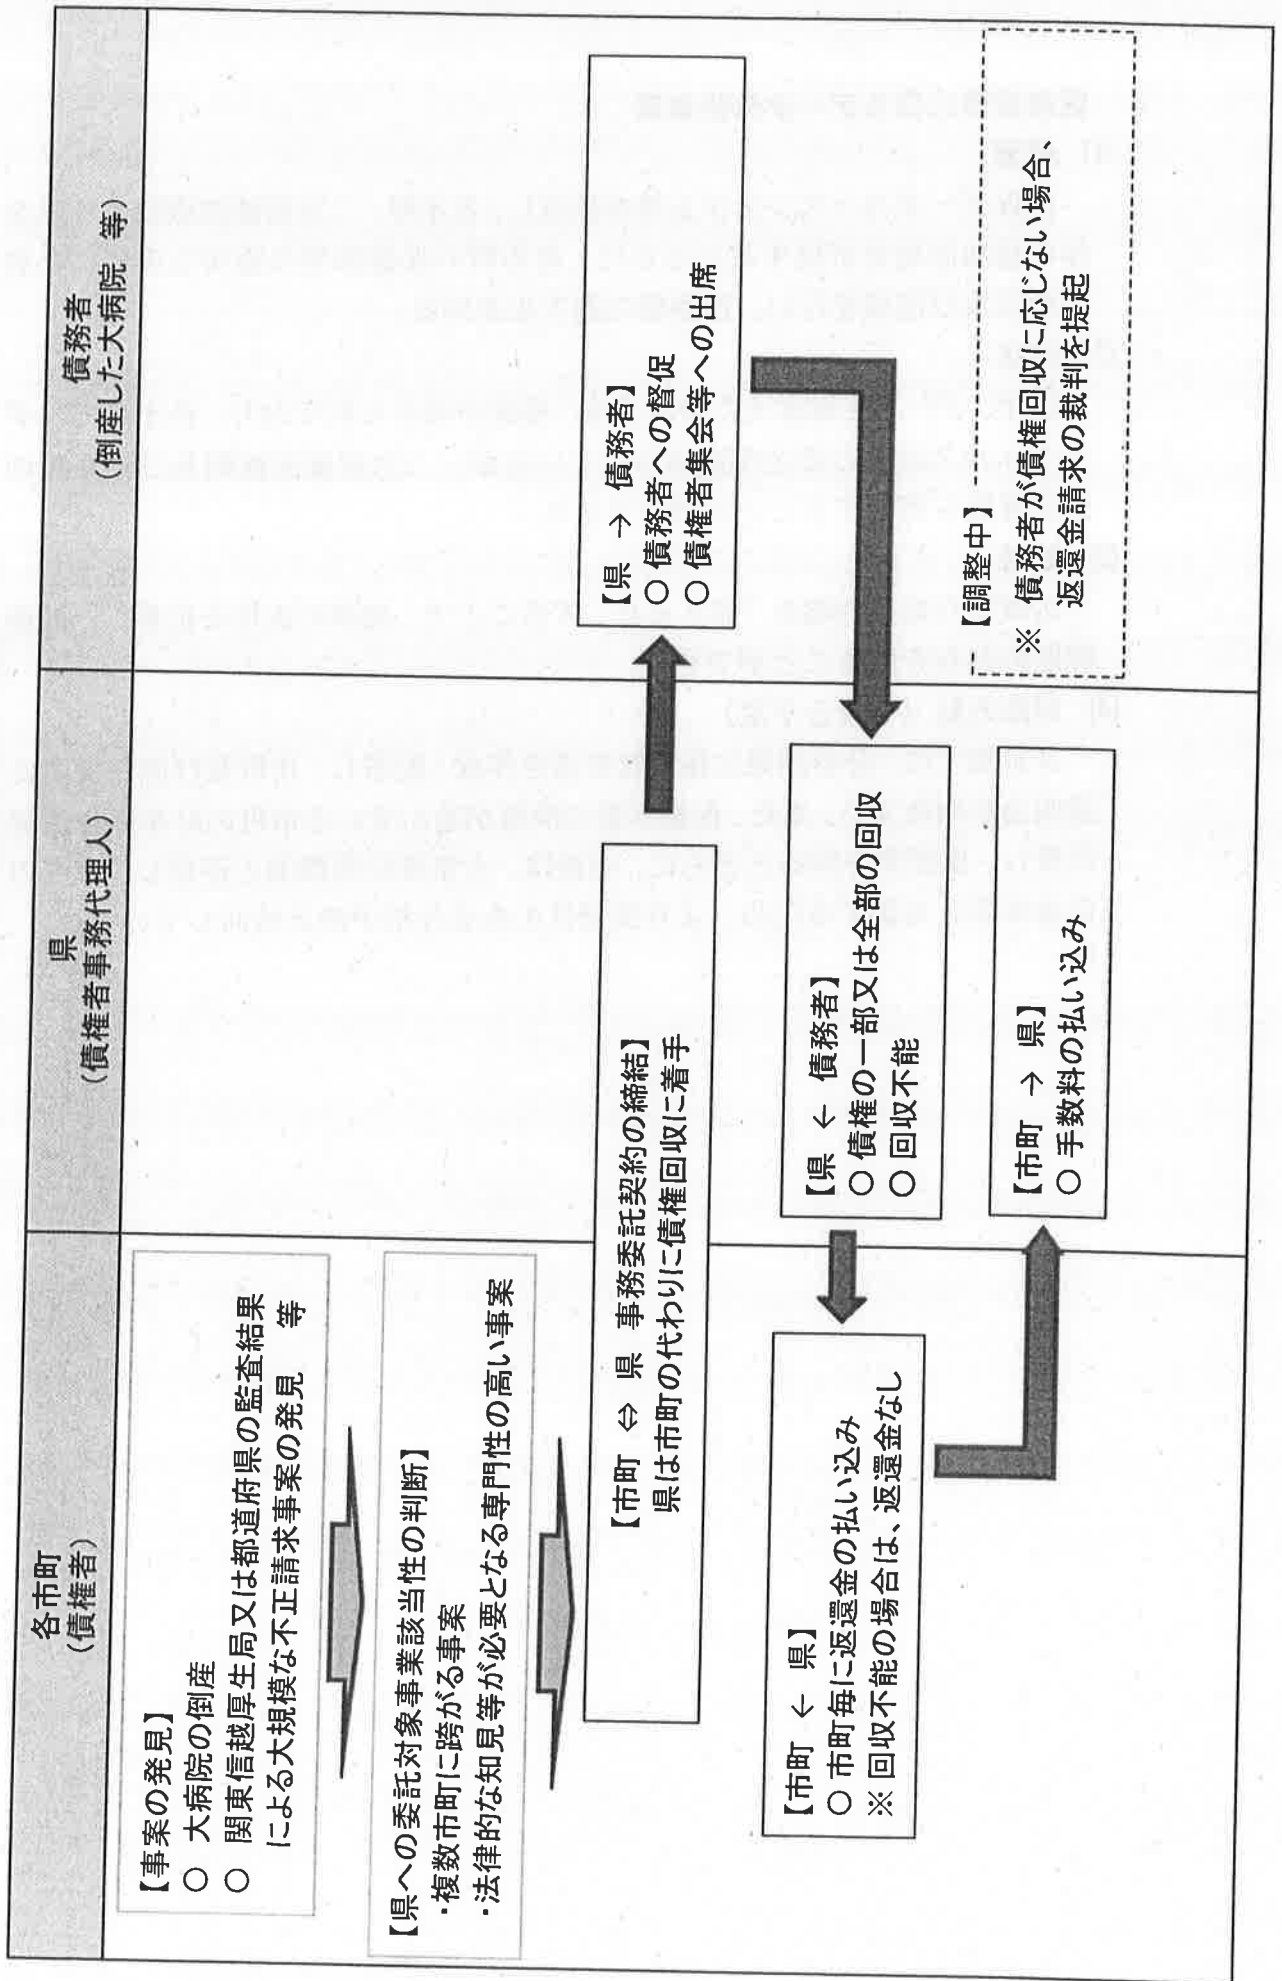 各市町
（債権者）
県
（債権者事務代理人）
債務者
（倒産した大病院　等）
【事案の発見】
○　大病院の倒産
○　関東信越厚生局又は都道府県の監査結果
による大規模な不正請求事案の発見　等
【県への委託対象事業該当性の判断】
・複数市町に跨がる事案
・法律的な知見等が必要となる専門性の高い事案
【市町 ⇔ 県　事務委託契約の締結】
県は市町の代わりに債権回収に着手
【県 → 債務者】
○ 債務者への督促
○ 債権者集会等への出席
【県 ← 債務者】
○ 債権の一部又は全部の回収
○ 回収不能
【市町 ← 県】
○ 市町毎に返還金の払い込み
※ 回収不能の場合は、返還金なし
【市町 → 県】
○ 手数料の払い込み
【調整中】
※ 債務者が債権回収に応じない場合、
返還金請求の裁判を提起